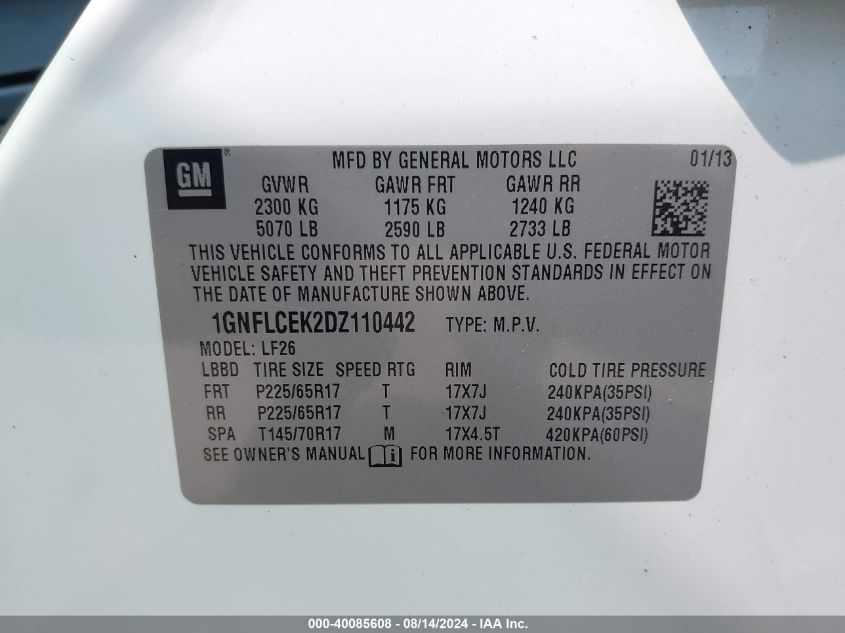 GM® MFD BY GENERAL MOTORS LLC 01/13
GVWR GAWR FRT GAWR RR
2300 KG 1175 KG 1240 KG
5070 LB 2590 LB 2733 LB
THIS VEHICLE CONFORMS TO ALL APPLICABLE U.S. FEDERAL MOTOR
VEHICLE SAFETY AND THEFT PREVENTION STANDARDS IN EFFECT ON
THE DATE OF MANUFACTURE SHOWN ABOVE.
1GNFLCEK2DZ110442 TYPE: M.P.V.
MODEL: LF26
LBBD TIRE SIZE SPEED RTG RIM COLD TIRE PRESSURE
FRT P225/65R17 T 17X7J 240KPA(35PSI)
RR P225/65R17 T 17X7J 240KPA(35PSI)
SPA T145/70R17 M 17X4.5T 420KPA(60PSI)
SEE OWNER'S MANUAL i FOR MORE INFORMATION.
000-40085608 - 08/14/2024 - IAA Inc.